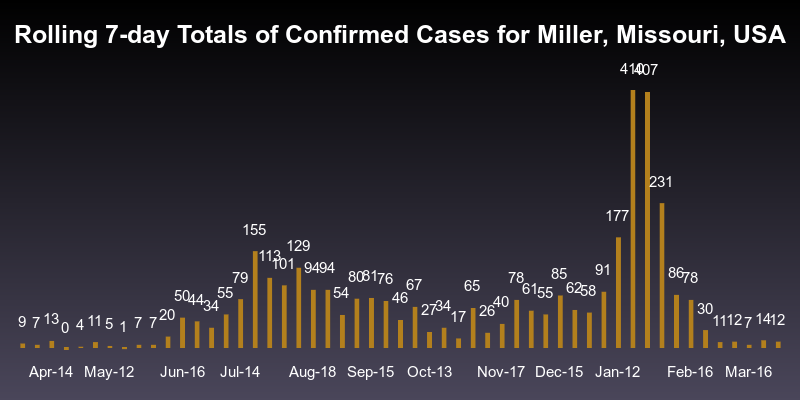 Rolling 7-day Totals of Confirmed Cases for Miller, Missouri, USA
9 7 13 0 4 11 5 1 7 7 20 50 44 34 55 79 155 113 101 129 94 94 54 80 81 76 46 67 27 34 17 65 26 40 78 61 55 85 62 58 91 177 410 407 231 86 78 30 11 12 7 14 12
Apr-14 May-12 Jun-16 Jul-14 Aug-18 Sep-15 Oct-13 Nov-17 Dec-15 Jan-12 Feb-16 Mar-16